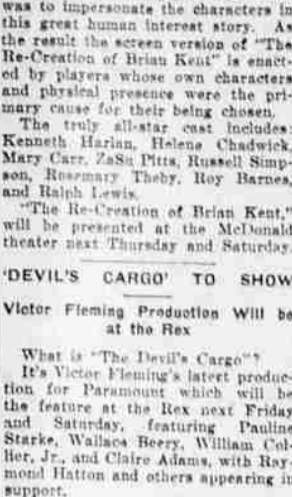 was to impersonate the characters in
this great human interest story. As
the result the screen version of "The
Re-Creation of Brian Kent" is enact-
ed by players whose own characters
and physical presence were the pri-
mary cause for their being chosen.
The truly all-star cast includes:
Kenneth Harlan, Helene Chadwick,
Mary Carr, ZaSu Pitts, Russell Simp-
son, Rosemary Theby, Roy Barnes,
and Ralph Lewis.
"The Re-Creation of Brian Kent,"
will be presented at the McDonald
theater next Thursday and Saturday.
'DEVIL'S CARGO' TO SHOW
Victor Fleming Production Will be
at the Rex
What is "The Devil's Cargo"?
It's Victor Fleming's latert produc-
tion for Paramount which will be
the feature at the Rex next Friday
and Saturday, featuring Pauline
Starke, Wallace Beery, William Col-
lier, Jr., and Claire Adams, with Ray-
mond Hatton and others appearing in
support.